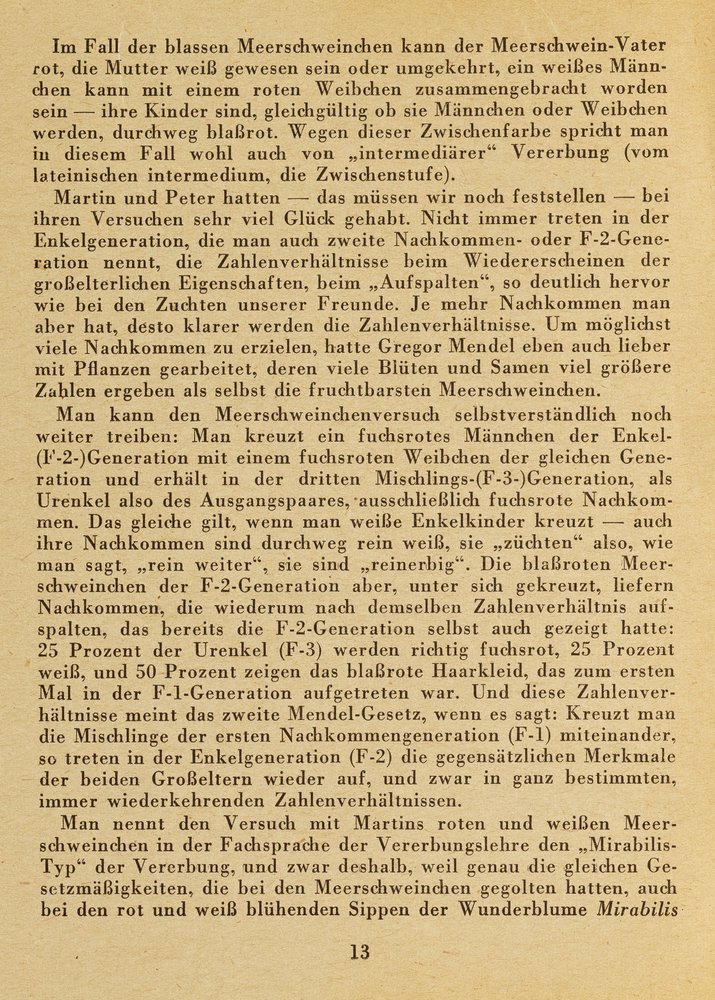 Im Fall der blassen Meerschweinchen kann der Meerschwein-Vater
rot, die Mutter weiß gewesen sein oder umgekehrt, ein weißes Männ-
chen kann mit einem roten Weibchen zusammengebracht worden
sein — ihre Kinder sind, gleichgültig ob sie Männchen oder Weibchen
werden, durchweg blaßrot. Wegen dieser Zwischenfarbe spricht man
in diesem Fall wohl auch von „intermediärer“ Vererbung (vom
lateinischen intermedium, die Zwischenstufe).
Martin und Peter hatten — das müssen wir noch feststellen — bei
ihren Versuchen sehr viel Glück gehabt. Nicht immer treten in der
Enkelgeneration, die man auch zweite Nachkommen- oder F-2-Gene-
ration nennt, die Zahlenverhältnisse beim Wiedererscheinen der
großelterlichen Eigenschaften, beim „Aufspalten“, so deutlich hervor
wie bei den Zuchten unserer Freunde. Je mehr Nachkommen man
aber hat, desto klarer werden die Zahlenverhältnisse. Um möglichst
viele Nachkommen zu erzielen, hatte Gregor Mendel eben auch lieber
mit Pflanzen gearbeitet, deren viele Blüten und Samen viel größere
Zahlen ergeben als selbst die fruchtbarsten Meerschweinchen.
Man kann den Meerschweinchenversuch selbstverständlich noch
weiter treiben: Man kreuzt ein fuchsrotes Männchen der Enkel-
(F-2-)Generation mit einem fuchsroten Weibchen der gleichen Gene-
ration und erhält in der dritten Mischlings-(F-3-)Generation, als
Urenkel also des Ausgangspaares, ausschließlich fuchsrote Nachkom-
men. Das gleiche gilt, wenn man weiße Enkelkinder kreuzt — auch
ihre Nachkommen sind durchweg rein weiß, sie „züchten“ also, wie
man sagt, „rein weiter“, sie sind „reinerbig“. Die blaßroten Meer-
schweinchen der F-2-Generation aber, unter sich gekreuzt, liefern
Nachkommen, die wiederum nach demselben Zahlenverhältnis auf-
spalten, das bereits die F-2-Generation selbst auch gezeigt hatte:
25 Prozent der Urenkel (F-3) werden richtig fuchsrot, 25 Prozent
weiß, und 50 Prozent zeigen das blaßrote Haarkleid, das zum ersten
Mal in der F-1-Generation aufgetreten war. Und diese Zahlenver-
hältnisse meint das zweite Mendel-Gesetz, wenn es sagt: Kreuzt man
die Mischlinge der ersten Nachkommengeneration (F-1) miteinander,
so treten in der Enkelgeneration (F-2) die gegensätzlichen Merkmale
der beiden Großeltern wieder auf, und zwar in ganz bestimmten,
immer wiederkehrenden Zahlenverhältnissen.
Man nennt den Versuch mit Martins roten und weißen Meer-
schweinchen in der Fachsprache der Vererbungslehre den „Mirabilis-
Typ“ der Vererbung, und zwar deshalb, weil genau die gleichen Ge-
setzmäßigkeiten, die bei den Meerschweinchen gegolten hatten, auch
bei den rot und weiß blühenden Sippen der Wunderblume Mirabilis
13